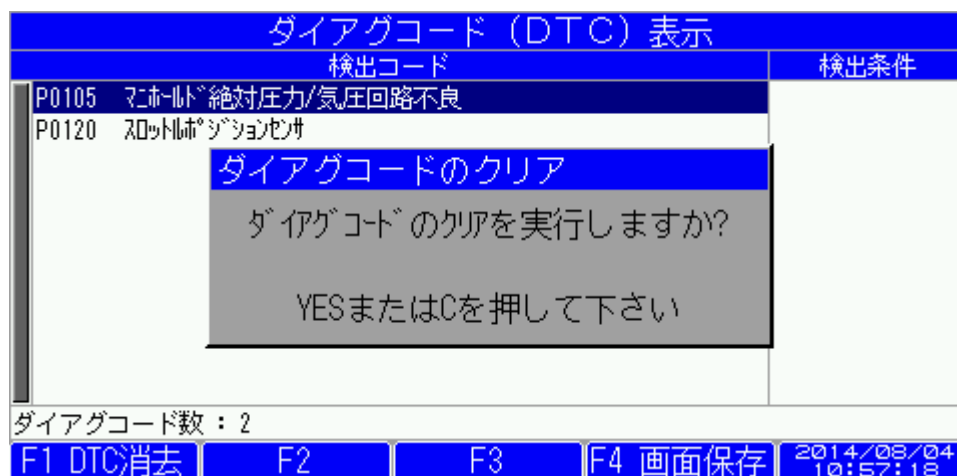 ダイアグコード（DTC）表示
検出コード 検出条件
P0105 ﾏﾆﾎｰﾙﾄﾞ絶対圧力/気圧回路不良
P0120 ｽﾛｯﾄﾙﾎﾟｼﾞｼｮﾝｾﾝｻ
ダイアグコードのクリア
ﾀﾞｲｱｸﾞｺｰﾄﾞのｸﾘｱを実行しますか?
YESまたはCを押して下さい
ダイアグコード数：2
F1 DTC消去 F2 F3 F4 画面保存 2014/08/04
10:57:18